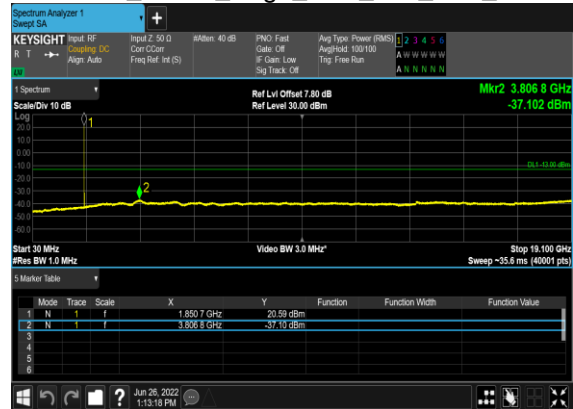 Spectrum Analyzer 1
Swept SA
+
KEYSIGHT Input: RF Input Z: 50 Ω #Atten: 40 dB PNO: Fast Avg Type: Power (RMS) 1 2 3 4 5 6
R T Coupling: DC Corr CCorr Gate: Off Avg|Hold: 100/100 A W W W W W
Align: Auto Freq Ref: Int (S) IF Gain: Low Trig: Free Run
Sig Track: Off A N N N N N
1 Spectrum Ref Lvl Offset 7.80 dB Mkr2 3.806 8 GHz
Scale/Div 10 dB Ref Level 30.00 dBm -37.102 dBm
Log
20.0
10.0
0.00
-10.0
-20.0
-30.0
-40.0
-50.0
-60.0
1
2
DL1 -13.00 dBm
Start 30 MHz Video BW 3.0 MHz* Stop 19.100 GHz
#Res BW 1.0 MHz Sweep ~35.6 ms (40001 pts)
5 Marker Table
Mode Trace Scale X Y Function Function Width Function Value
1 N 1 f 1.850 7 GHz 20.59 dBm
2 N 1 f 3.806 8 GHz -37.10 dBm
3
4
5
6
? Jun 26, 2022
1:13:18 PM